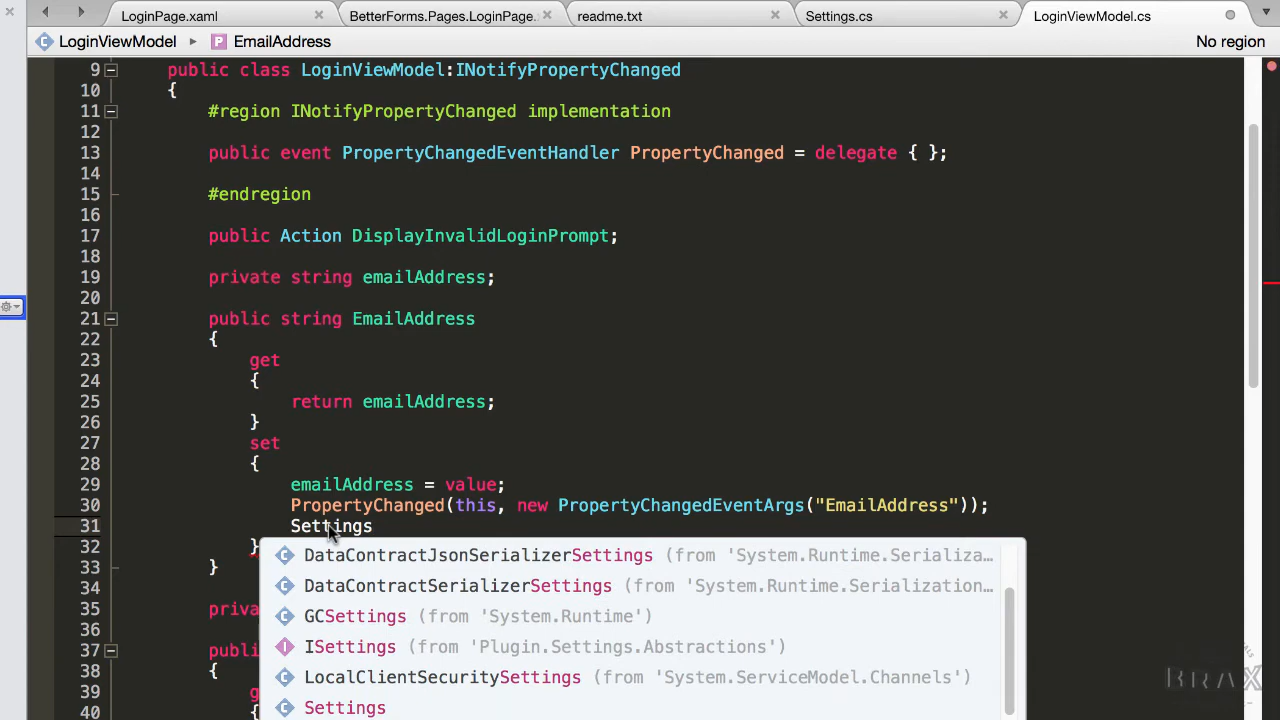 LoginPage.xaml × BetterForms.Pages.LoginPage. × readme.txt × Settings.cs × LoginViewModel.cs
LoginViewModel ▸ P EmailAddress No region
9 public class LoginViewModel:INotifyPropertyChanged
10 {
11 #region INotifyPropertyChanged implementation
12
13 public event PropertyChangedEventHandler PropertyChanged = delegate { };
14
15 #endregion
16
17 public Action DisplayInvalidLoginPrompt;
18
19 private string emailAddress;
20
21 public string EmailAddress
22 {
23 get
24 {
25 return emailAddress;
26 }
27 set
28 {
29 emailAddress = value;
30 PropertyChanged(this, new PropertyChangedEventArgs("EmailAddress"));
31 Settings
32 }
DataContractJsonSerializerSettings (from 'System.Runtime.Serializa…
33 }
DataContractSerializerSettings (from 'System.Runtime.Serialization…
34
35 priva
GCSettings (from 'System.Runtime')
36
37 publi
ISettings (from 'Plugin.Settings.Abstractions')
38 {
LocalClientSecuritySettings (from 'System.ServiceModel.Channels')
39 g
40 {
Settings
BRAX